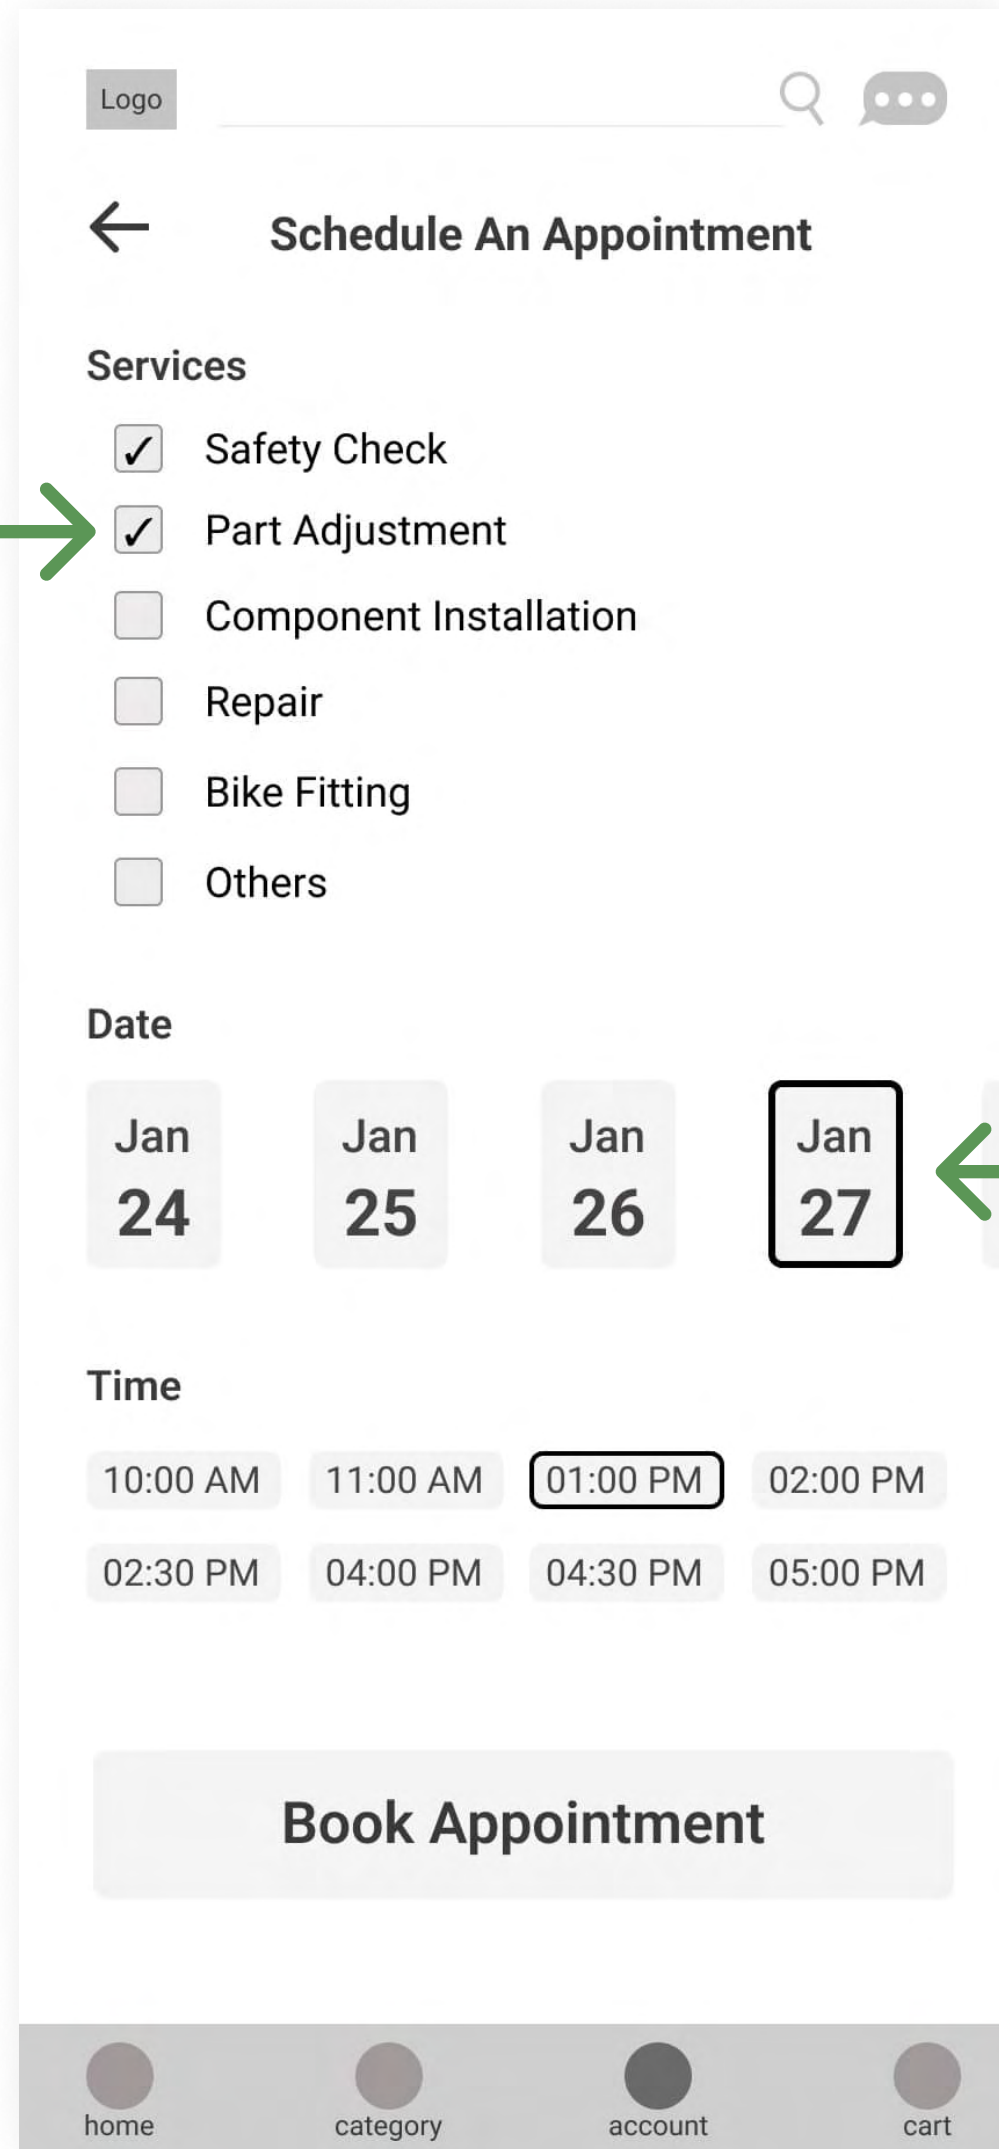 Logo
Schedule An Appointment
Services
✓ Safety Check
✓ Part Adjustment
Component Installation
Repair
Bike Fitting
Others
Date
Jan Jan Jan Jan
24 25 26 27
Time
10:00 AM 11:00 AM 01:00 PM 02:00 PM
02:30 PM 04:00 PM 04:30 PM 05:00 PM
Book Appointment
home category account cart